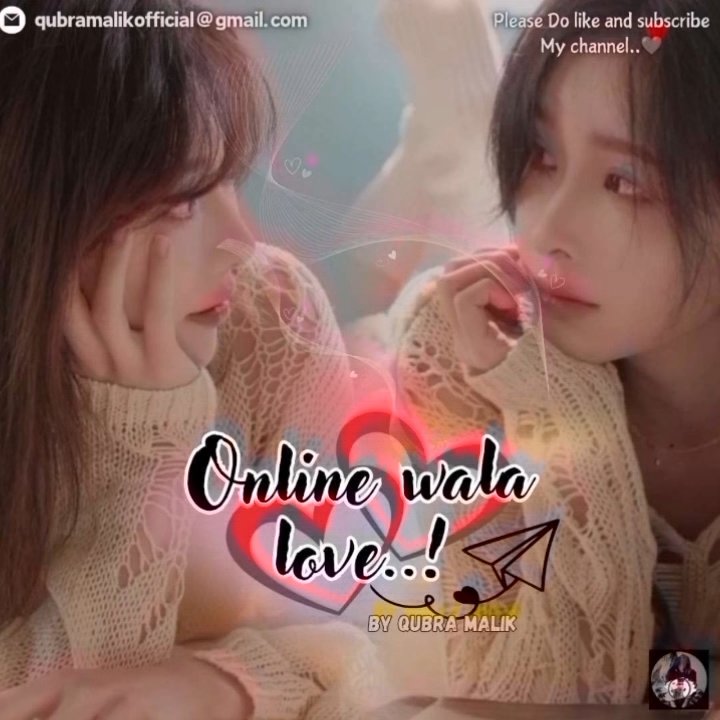 qubramalikofficial@gmail.com
Please Do like and subscribe
My channel..
Online wala
love..!
BY QUBRA MALIK